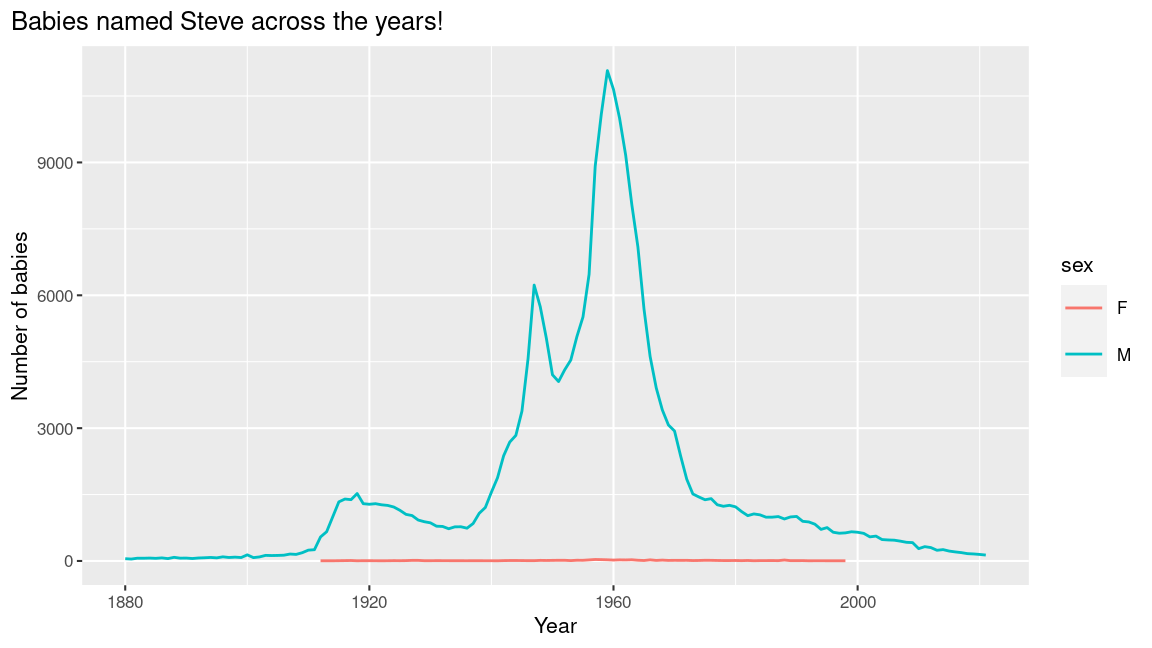 Babies named Steve across the years!
Number of babies
9000
6000
3000
0
1880
1920
1960
2000
Year
sex
F
M